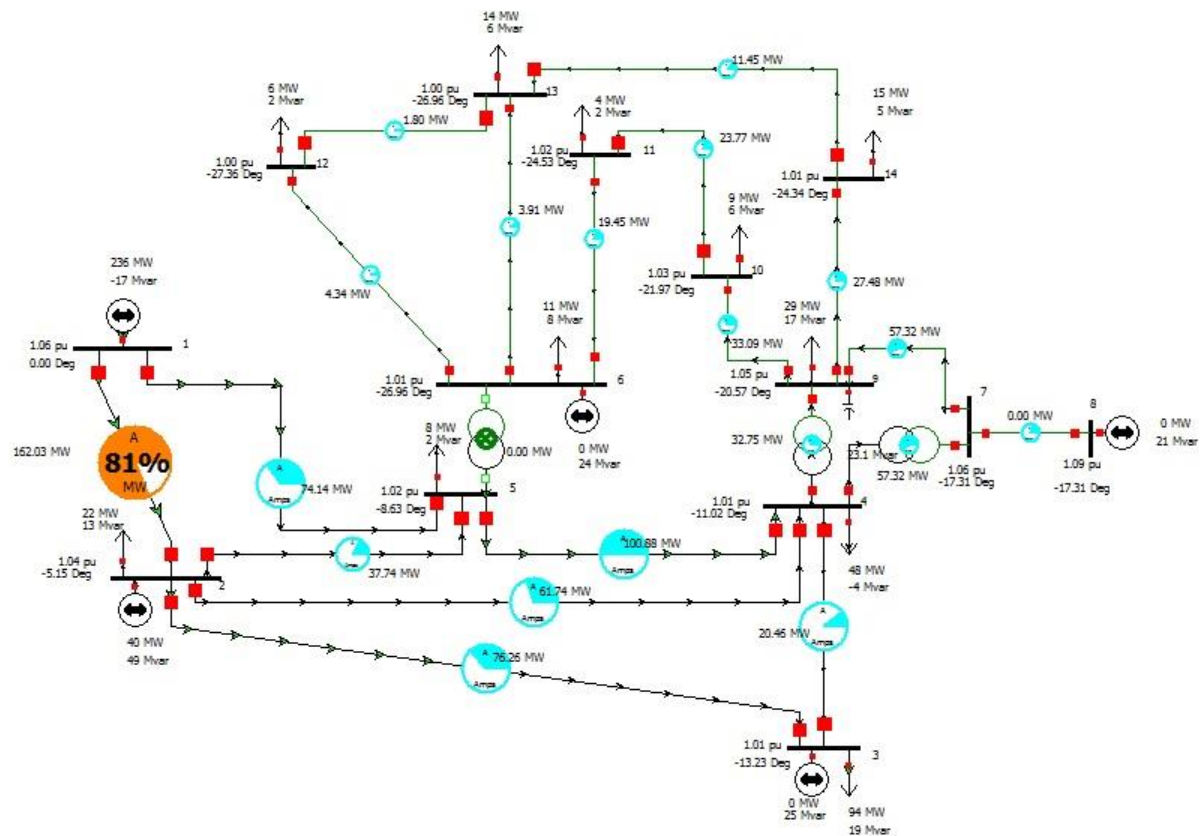 14 MW
6 Mvar
1.00 pu
-26.96 Deg
13
11.45 MW
6 MW
2 Mvar
1.80 MW
1.00 pu
-27.36 Deg
12
4 MW
2 Mvar
1.02 pu
-24.53 Deg
11
23.77 MW
15 MW
5 Mvar
1.01 pu
-24.34 Deg
14
3.91 MW
19.45 MW
9 MW
6 Mvar
1.03 pu
-21.97 Deg
10
27.48 MW
236 MW
-17 Mvar
4.34 MW
11 MW
8 Mvar
29 MW
17 Mvar
33.09 MW
57.32 MW
1.06 pu
0.00 Deg
1
1.01 pu
-26.96 Deg
6
1.05 pu
-20.57 Deg
9
7
0.00 MW
8
0 MW
21 Mvar
162.03 MW
A
81%
MW
A
Amps
74.14 MW
8 MW
2 Mvar
0.00 MW
0 MW
24 Mvar
32.75 MW
23.1 Mvar
57.32 MW
1.06 pu
-17.31 Deg
1.09 pu
-17.31 Deg
1.02 pu
-8.63 Deg
5
1.01 pu
-11.02 Deg
4
22 MW
13 Mvar
1.04 pu
-5.15 Deg
2
37.74 MW
A
100.88 MW
Amps
48 MW
-4 Mvar
A
61.74 MW
Amps
40 MW
49 Mvar
A
20.46 MW
Amps
A
76.26 MW
Amps
1.01 pu
-13.23 Deg
3
0 MW
25 Mvar
94 MW
19 Mvar